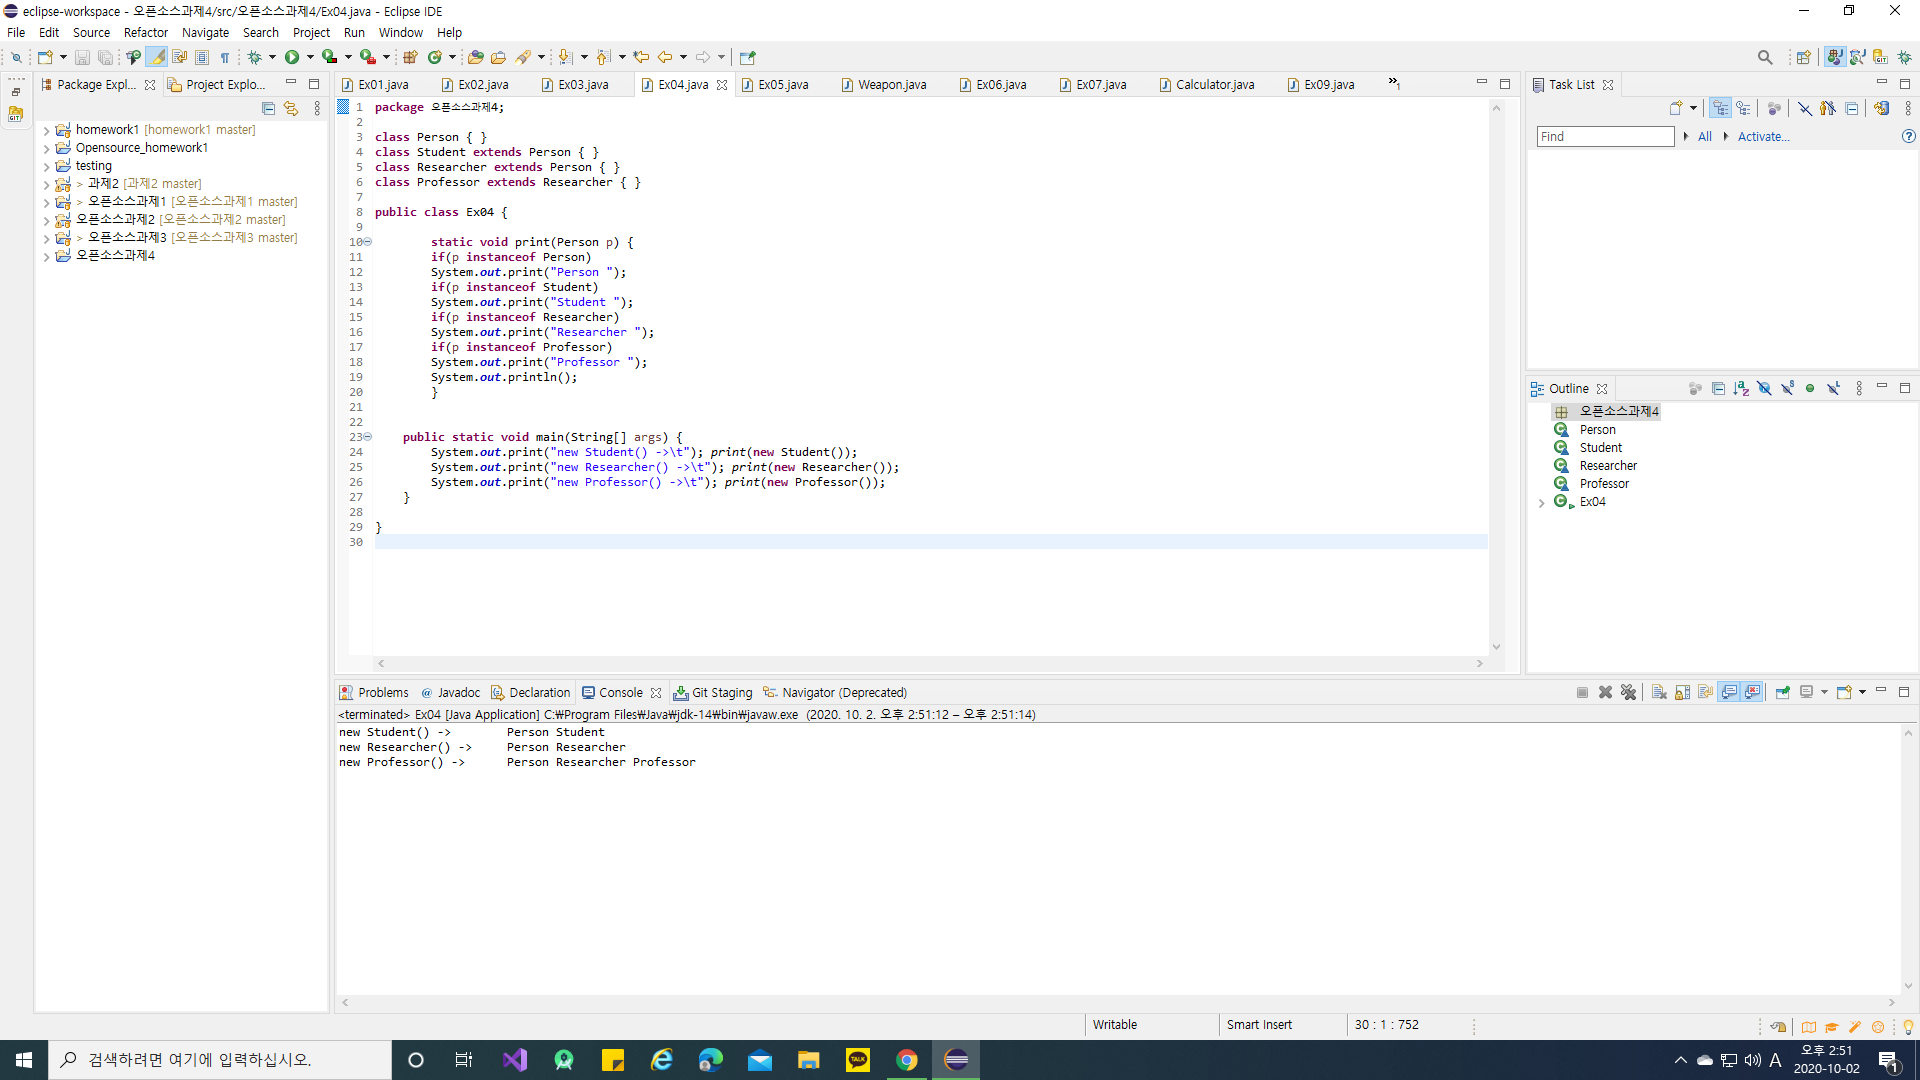 eclipse-workspace - 오픈소스과제4/src/오픈소스과제4/Ex04.java - Eclipse IDE
File Edit Source Refactor Navigate Search Project Run Window Help
Package Expl... Project Explo...
homework1 [homework1 master]
Opensource_homework1
testing
> 과제2 [과제2 master]
> 오픈소스과제1 [오픈소스과제1 master]
오픈소스과제2 [오픈소스과제2 master]
> 오픈소스과제3 [오픈소스과제3 master]
오픈소스과제4
Ex01.java Ex02.java Ex03.java Ex04.java Ex05.java Weapon.java Ex06.java Ex07.java Calculator.java Ex09.java »1
1 package 오픈소스과제4;
2
3 class Person { }
4 class Student extends Person { }
5 class Researcher extends Person { }
6 class Professor extends Researcher { }
7
8 public class Ex04 {
9
10 static void print(Person p) {
11 if(p instanceof Person)
12 System.out.print("Person ");
13 if(p instanceof Student)
14 System.out.print("Student ");
15 if(p instanceof Researcher)
16 System.out.print("Researcher ");
17 if(p instanceof Professor)
18 System.out.print("Professor ");
19 System.out.println();
20 }
21
22
23 public static void main(String[] args) {
24 System.out.print("new Student() ->\t"); print(new Student());
25 System.out.print("new Researcher() ->\t"); print(new Researcher());
26 System.out.print("new Professor() ->\t"); print(new Professor());
27 }
28
29 }
30
Task List
Find All Activate...
Outline
오픈소스과제4
Person
Student
Researcher
Professor
Ex04
Problems @ Javadoc Declaration Console Git Staging Navigator (Deprecated)
<terminated> Ex04 [Java Application] C:₩Program Files₩Java₩jdk-14₩bin₩javaw.exe (2020. 10. 2. 오후 2:51:12 – 오후 2:51:14)
new Student() -> Person Student
new Researcher() -> Person Researcher
new Professor() -> Person Researcher Professor
Writable Smart Insert 30 : 1 : 752
검색하려면 여기에 입력하십시오.
TALK
A
오후 2:51
2020-10-02
1